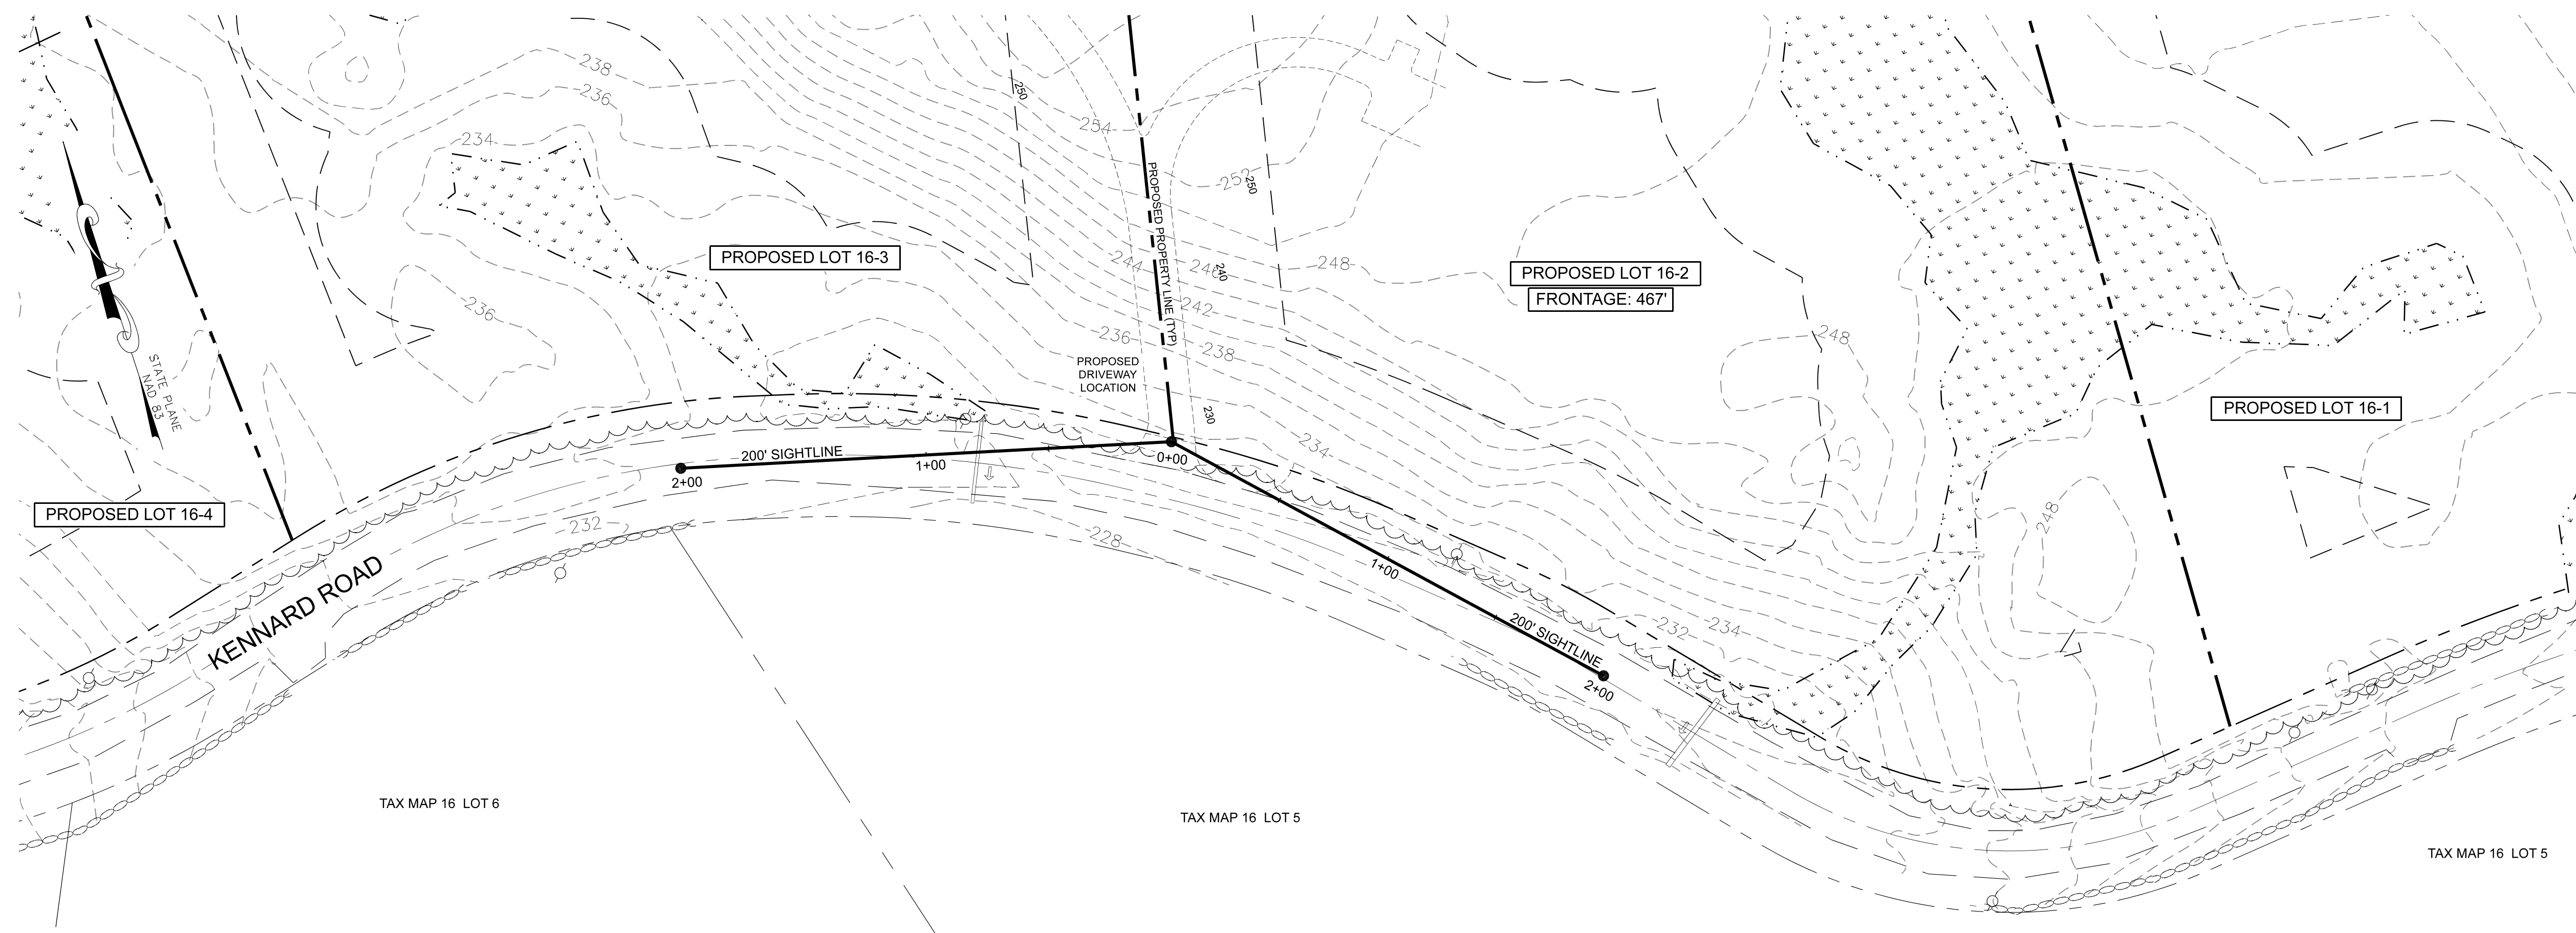 238
236
250
234
254
252
250
PROPOSED PROPERTY LINE (TYP)
PROPOSED LOT 16-3
244
246
240
248
PROPOSED LOT 16-2
FRONTAGE: 467'
236
242
236
238
248
PROPOSED
DRIVEWAY
LOCATION
STATE PLANE
NAD 83
230
PROPOSED LOT 16-1
234
200' SIGHTLINE
1+00
0+00
2+00
PROPOSED LOT 16-4
232
228
248
1+00
KENNARD ROAD
200' SIGHTLINE
232
234
2+00
TAX MAP 16 LOT 6
TAX MAP 16 LOT 5
TAX MAP 16 LOT 5